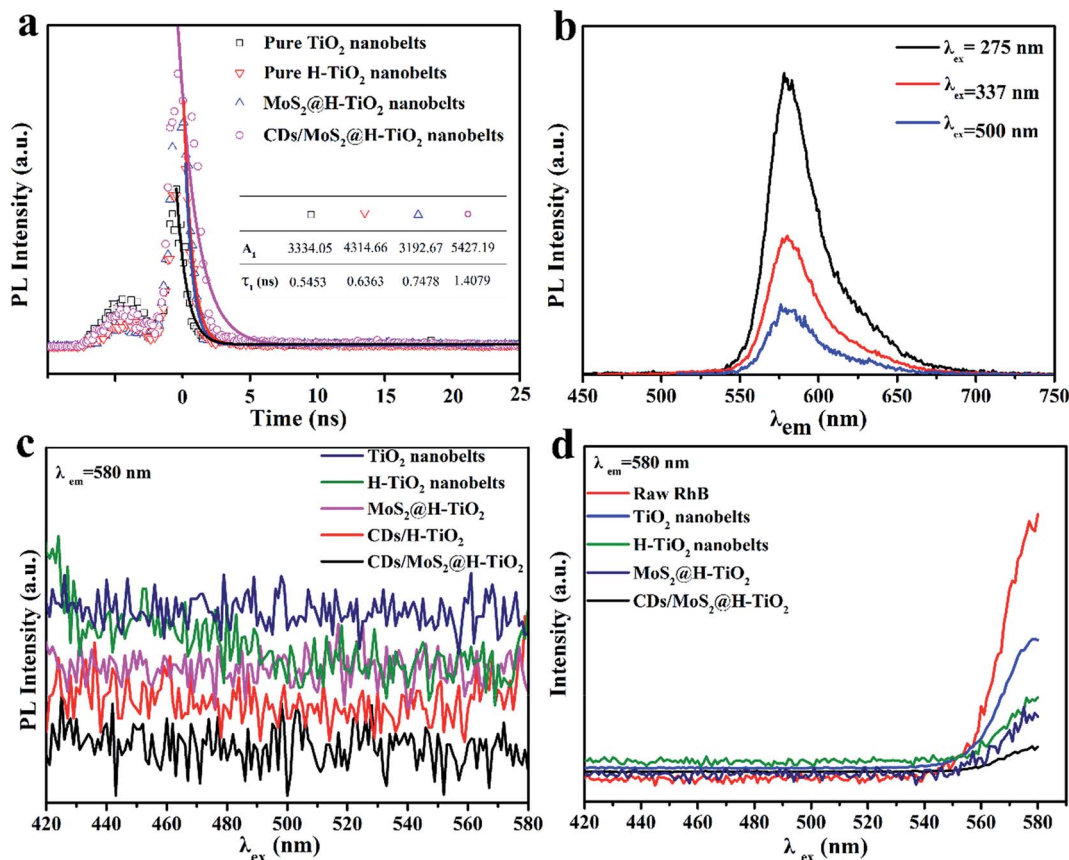 a
Pure TiO₂ nanobelts
Pure H-TiO₂ nanobelts
MoS₂@H-TiO₂ nanobelts
CDs/MoS₂@H-TiO₂ nanobelts
A₁ 3334.05 4314.66 3192.67 5427.19
τ₁ (ns) 0.5453 0.6363 0.7478 1.4079
PL Intensity (a.u.)
0 5 10 15 20 25
Time (ns)
b
λex= 275 nm
λex=337 nm
λex=500 nm
PL Intensity (a.u.)
450 500 550 600 650 700 750
λem (nm)
c
λ em=580 nm
TiO₂ nanobelts
H-TiO₂ nanobelts
MoS₂@H-TiO₂
CDs/H-TiO₂
CDs/MoS₂@H-TiO₂
PL Intensity (a.u.)
420 440 460 480 500 520 540 560 580
λex (nm)
d
λ em=580 nm
Raw RhB
TiO₂ nanobelts
H-TiO₂ nanobelts
MoS₂@H-TiO₂
CDs/MoS₂@H-TiO₂
Intensity (a.u.)
420 440 460 480 500 520 540 560 580
λex (nm)